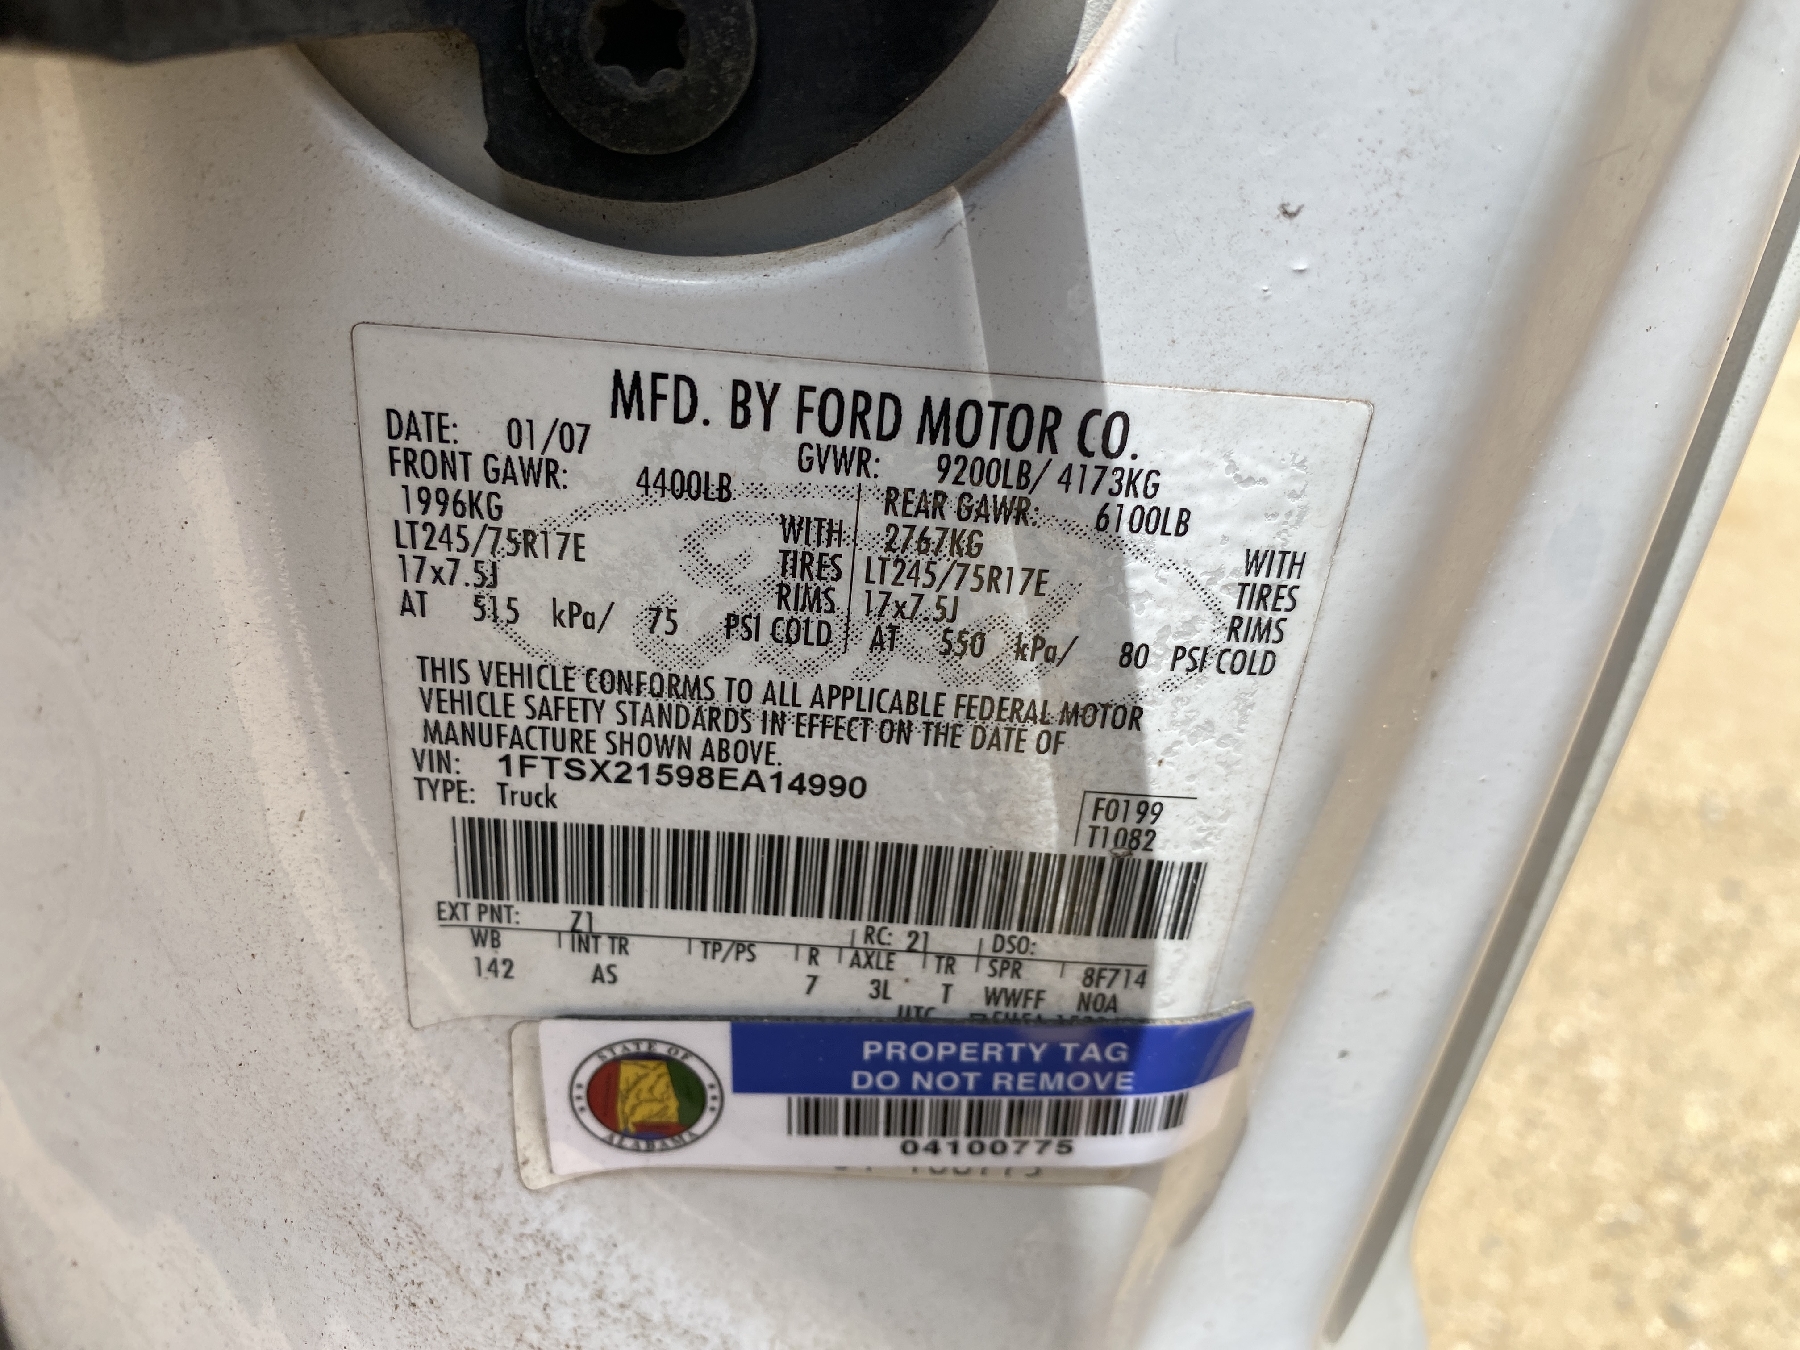 MFD. BY FORD MOTOR CO.
DATE: 01/07 GVWR: 9200LB/ 4173KG
FRONT GAWR: 4400LB REAR GAWR: 6100LB
1996KG WITH 2767KG WITH
LT245/75R17E TIRES LT245/75R17E TIRES
17x7.5J RIMS 17x7.5J RIMS
AT 515 kPa/ 75 PSI COLD AT 550 kPa/ 80 PSI COLD
THIS VEHICLE CONFORMS TO ALL APPLICABLE FEDERAL MOTOR
VEHICLE SAFETY STANDARDS IN EFFECT ON THE DATE OF
MANUFACTURE SHOWN ABOVE.
VIN: 1FTSX21598EA14990
TYPE: Truck
F0199
T1082
EXT PNT: Z1 RC: 21 DSO:
WB INT TR TP/PS R AXLE TR SPR 8F714
142 AS 7 3L T WWFF NOA
UTC
STATE OF
ALABAMA
PROPERTY TAG
DO NOT REMOVE
04100775